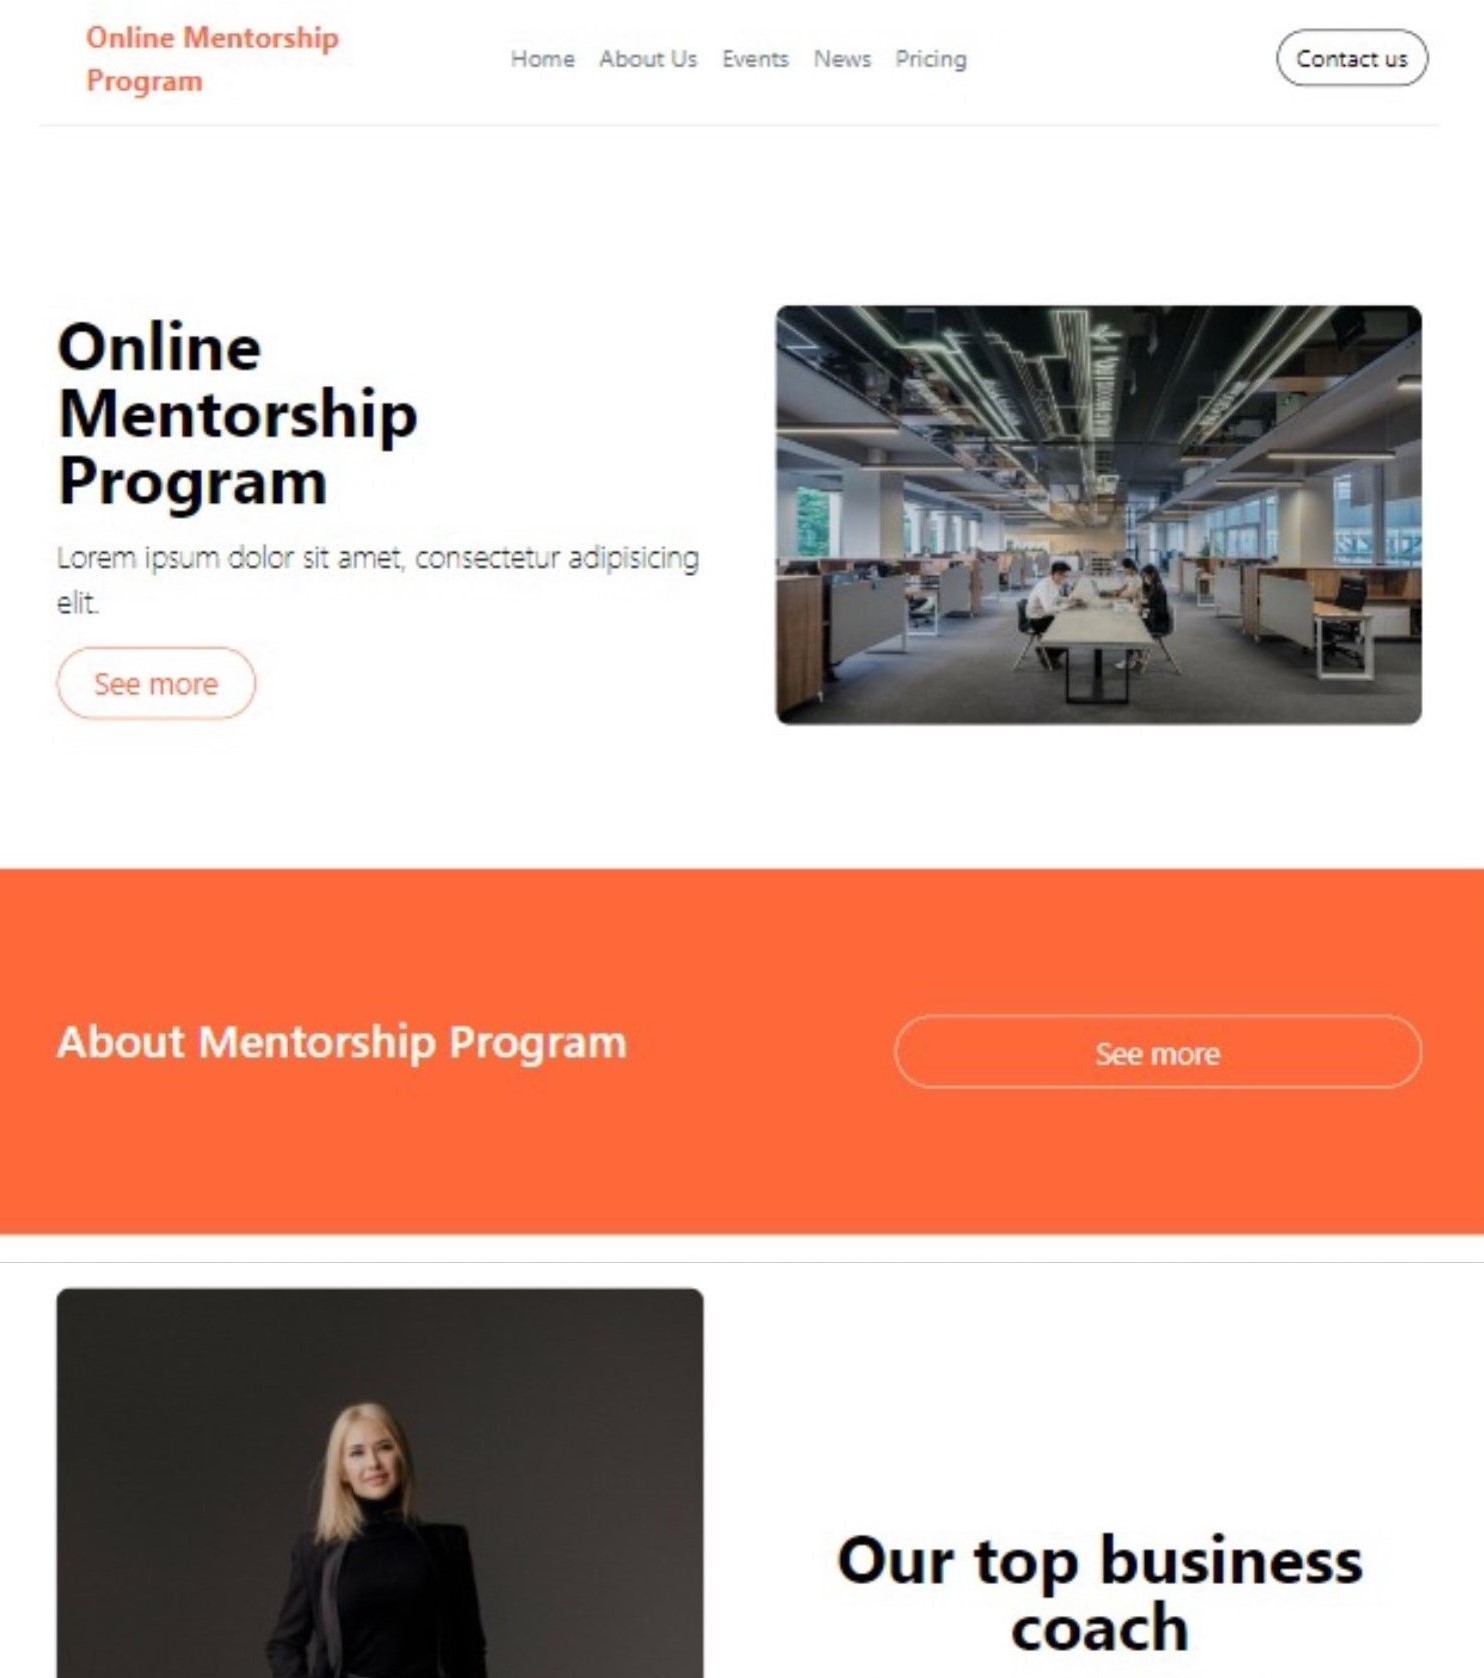 Online Mentorship
Program
Home About Us Events News Pricing
Contact us
Online
Mentorship
Program
Lorem ipsum dolor sit amet, consectetur adipisicing
elit.
See more
About Mentorship Program
See more
Our top business
coach